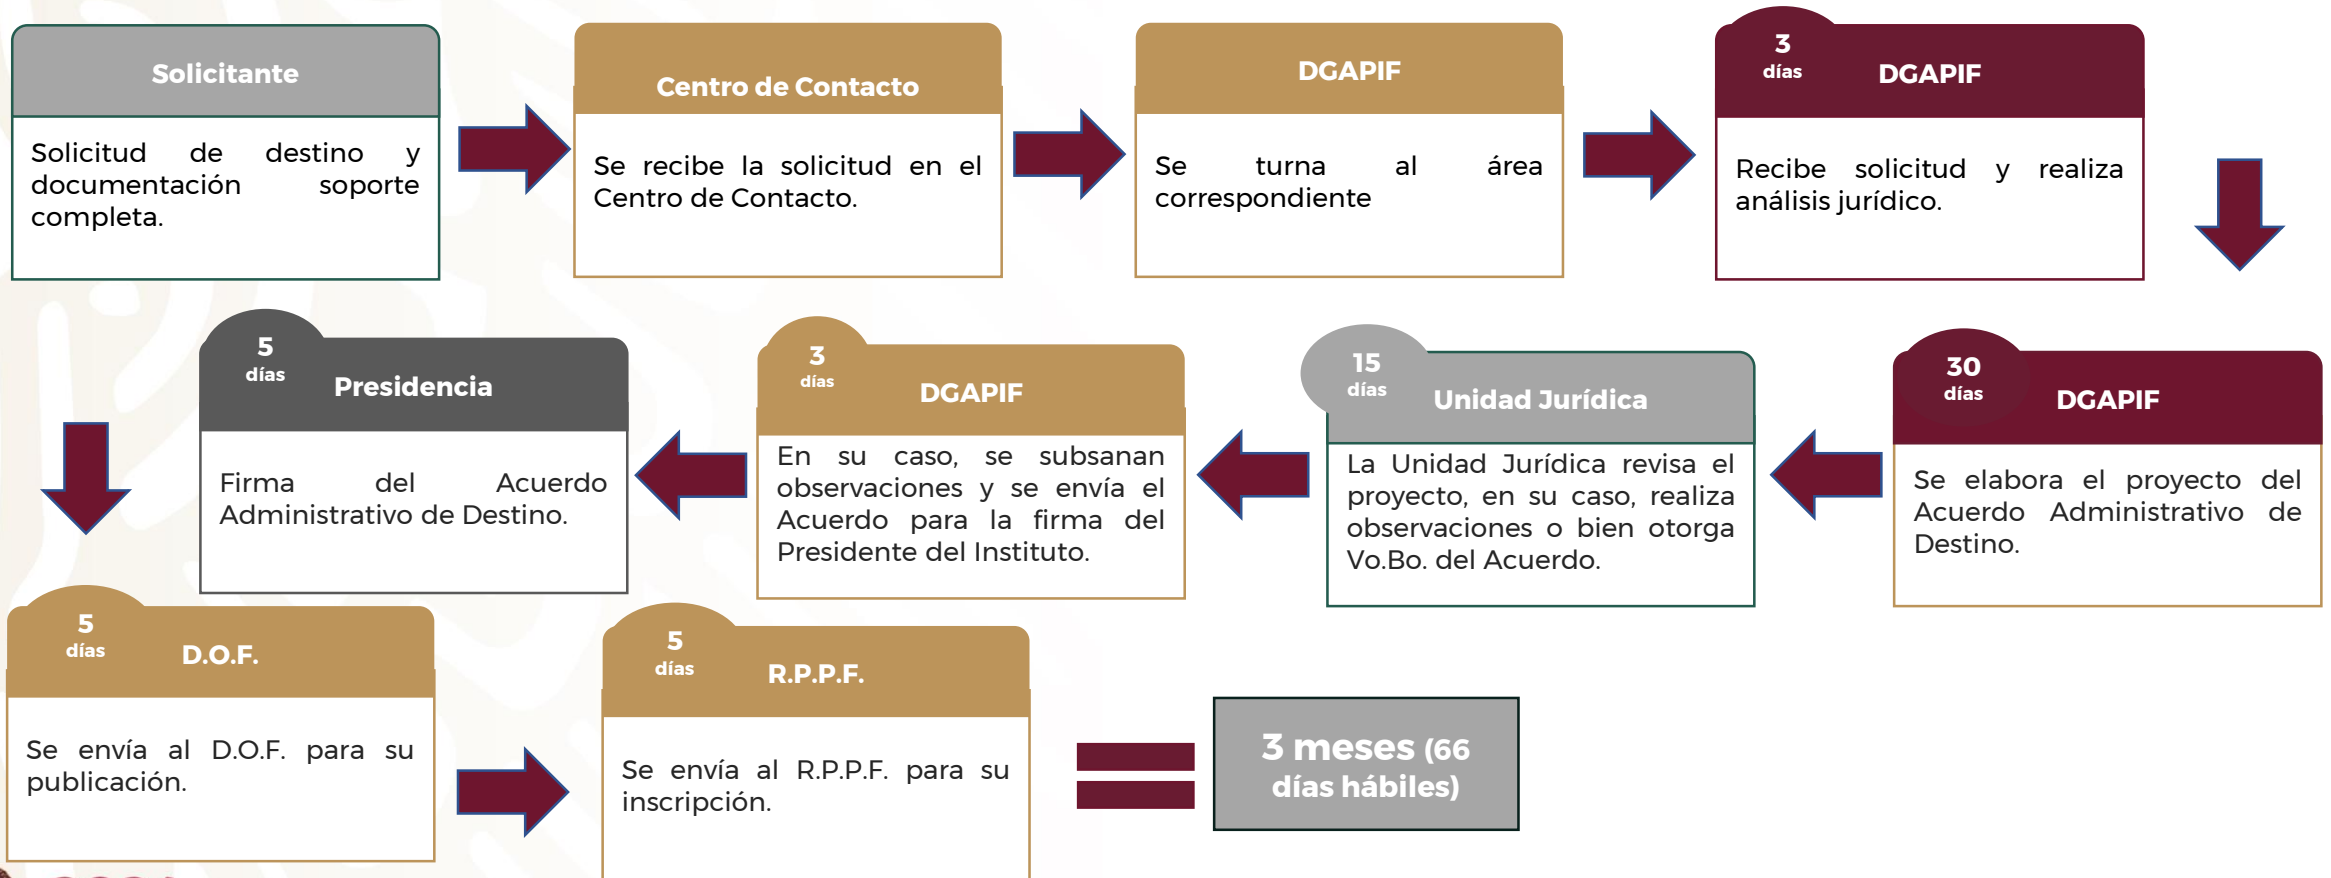 Solicitante
Solicitud de destino y
documentación soporte
completa.
Centro de Contacto
Se recibe la solicitud en el
Centro de Contacto.
DGAPIF
Se turna al área
correspondiente
3
días
DGAPIF
Recibe solicitud y realiza
análisis jurídico.
30
días
DGAPIF
Se elabora el proyecto del
Acuerdo Administrativo de
Destino.
15
días
Unidad Jurídica
La Unidad Jurídica revisa el
proyecto, en su caso, realiza
observaciones o bien otorga
Vo.Bo. del Acuerdo.
3
días
DGAPIF
En su caso, se subsanan
observaciones y se envía el
Acuerdo para la firma del
Presidente del Instituto.
5
días
Presidencia
Firma del Acuerdo
Administrativo de Destino.
5
días
D.O.F.
Se envía al D.O.F. para su
publicación.
5
días
R.P.P.F.
Se envía al R.P.P.F. para su
inscripción.
3 meses (66
días hábiles)